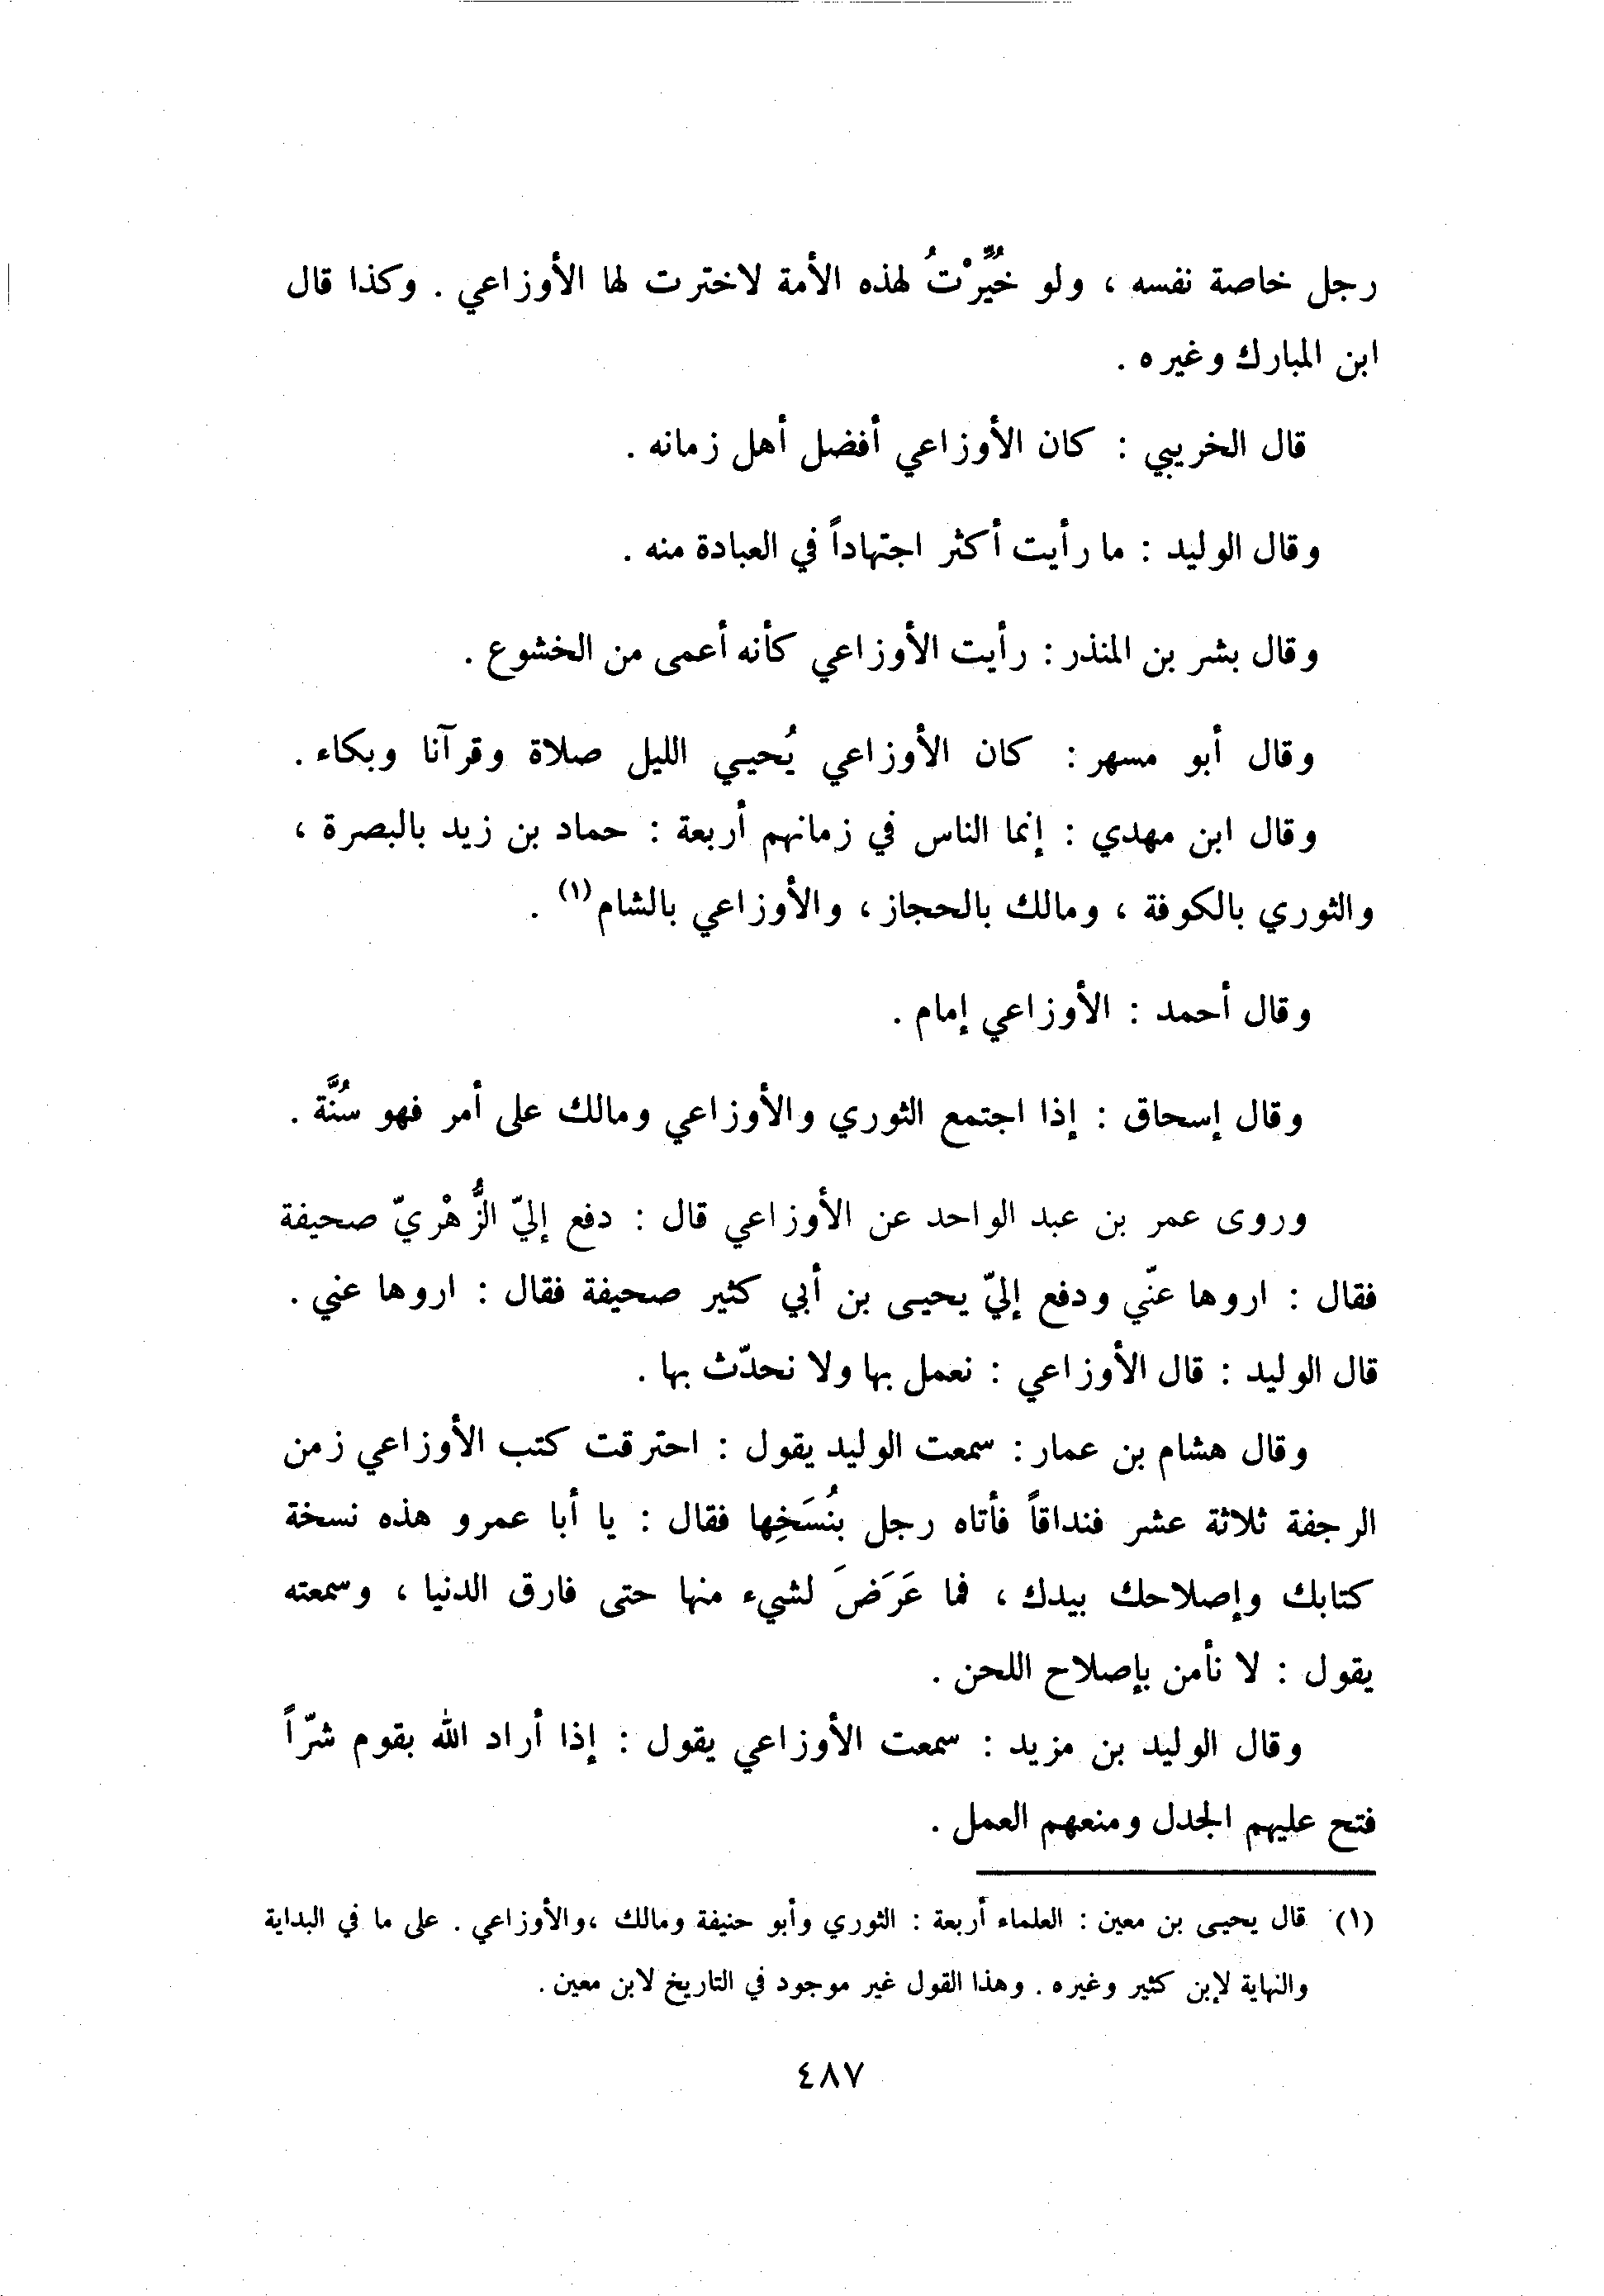 رجل خاصة نفسه ، ولو خُيِّرْتُ لهذه الأمة لاخترت لها الأوزاعي . وكذا قال
ابن المبارك وغيره .
قال الخريبي : كان الأوزاعي أفضل أهل زمانه .
وقال الوليد : ما رأيت أكثر اجتهاداً في العبادة منه .
وقال بشر بن المنذر : رأيت الأوزاعي كأنه أعمى من الخشوع .
وقال أبو مسهر : كان الأوزاعي يُحيي الليل صلاة وقرآنا وبكاء .
وقال ابن مهدي : إنما الناس في زمانهم أربعة : حماد بن زيد بالبصرة ،
والثوري بالكوفة ، ومالك بالحجاز ، والأوزاعي بالشام (١) .
وقال أحمد : الأوزاعي إمام .
وقال إسحاق : إذا اجتمع الثوري والأوزاعي ومالك على أمر فهو سُنَّة .
وروى عمر بن عبد الواحد عن الأوزاعي قال : دفع إليّ الزُّهْريّ صحيفة
فقال : اروها عنّي ودفع إليّ يحيى بن أبي كثير صحيفة فقال : اروها عني .
قال الوليد : قال الأوزاعي : نعمل بها ولا نحدّث بها .
وقال هشام بن عمار : سمعت الوليد يقول : احترقت كتب الأوزاعي زمن
الرجفة ثلاثة عشر فنداقاً فأتاه رجل بنُسَخِها فقال : يا أبا عمرو هذه نسخة
كتابك وإصلاحك بيدك ، فما عَرَضَ لشيء منها حتى فارق الدنيا ، وسمعته
يقول : لا نأمن بإصلاح اللحن .
وقال الوليد بن مزيد : سمعت الأوزاعي يقول : إذا أراد الله بقوم شرّاً
فتح عليهم الجدل ومنعهم العمل .
(١) قال يحيى بن معين : العلماء أربعة : الثوري وأبو حنيفة ومالك ،والأوزاعي . على ما في البداية
والنهاية لإبن كثير وغيره . وهذا القول غير موجود في التاريخ لابن معين .
٤٨٧